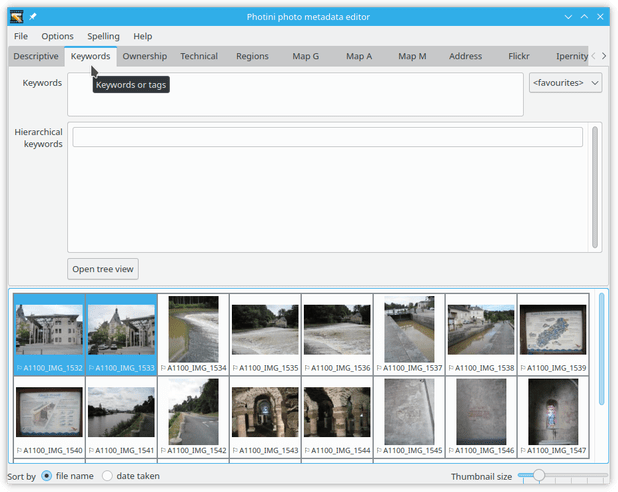 Photini photo metadata editor
File Options Spelling Help
Descriptive Keywords Ownership Technical Regions Map G Map A Map M Address Flickr Ipernity
Keywords
<favourites>
Keywords or tags
Hierarchical
keywords
Open tree view
A1100_IMG_1532 A1100_IMG_1533 A1100_IMG_1534 A1100_IMG_1535 A1100_IMG_1536 A1100_IMG_1537 A1100_IMG_1538 A1100_IMG_1539
A1100_IMG_1540 A1100_IMG_1541 A1100_IMG_1542 A1100_IMG_1543 A1100_IMG_1544 A1100_IMG_1545 A1100_IMG_1546 A1100_IMG_1547
Sort by file name date taken Thumbnail size